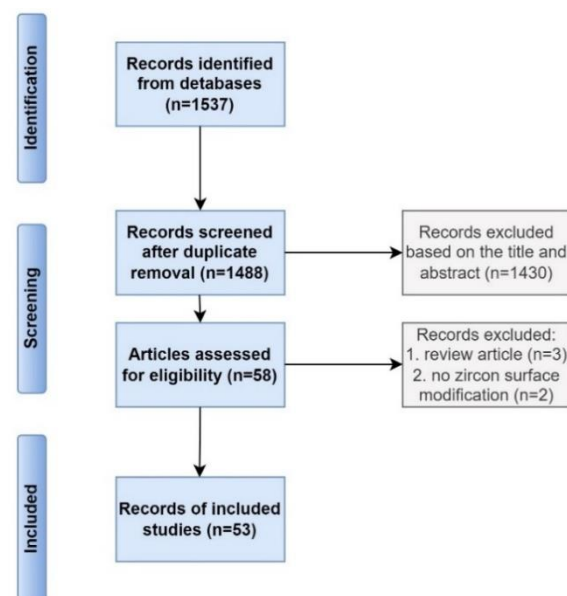 Identification
Records identified
from detabases
(n=1537)
Screening
Records screened
after duplicate
removal (n=1488)
Records excluded
based on the title and
abstract (n=1430)
Articles assessed
for eligibility (n=58)
Records excluded:
1. review article (n=3)
2. no zircon surface
modification (n=2)
Included
Records of included
studies (n=53)